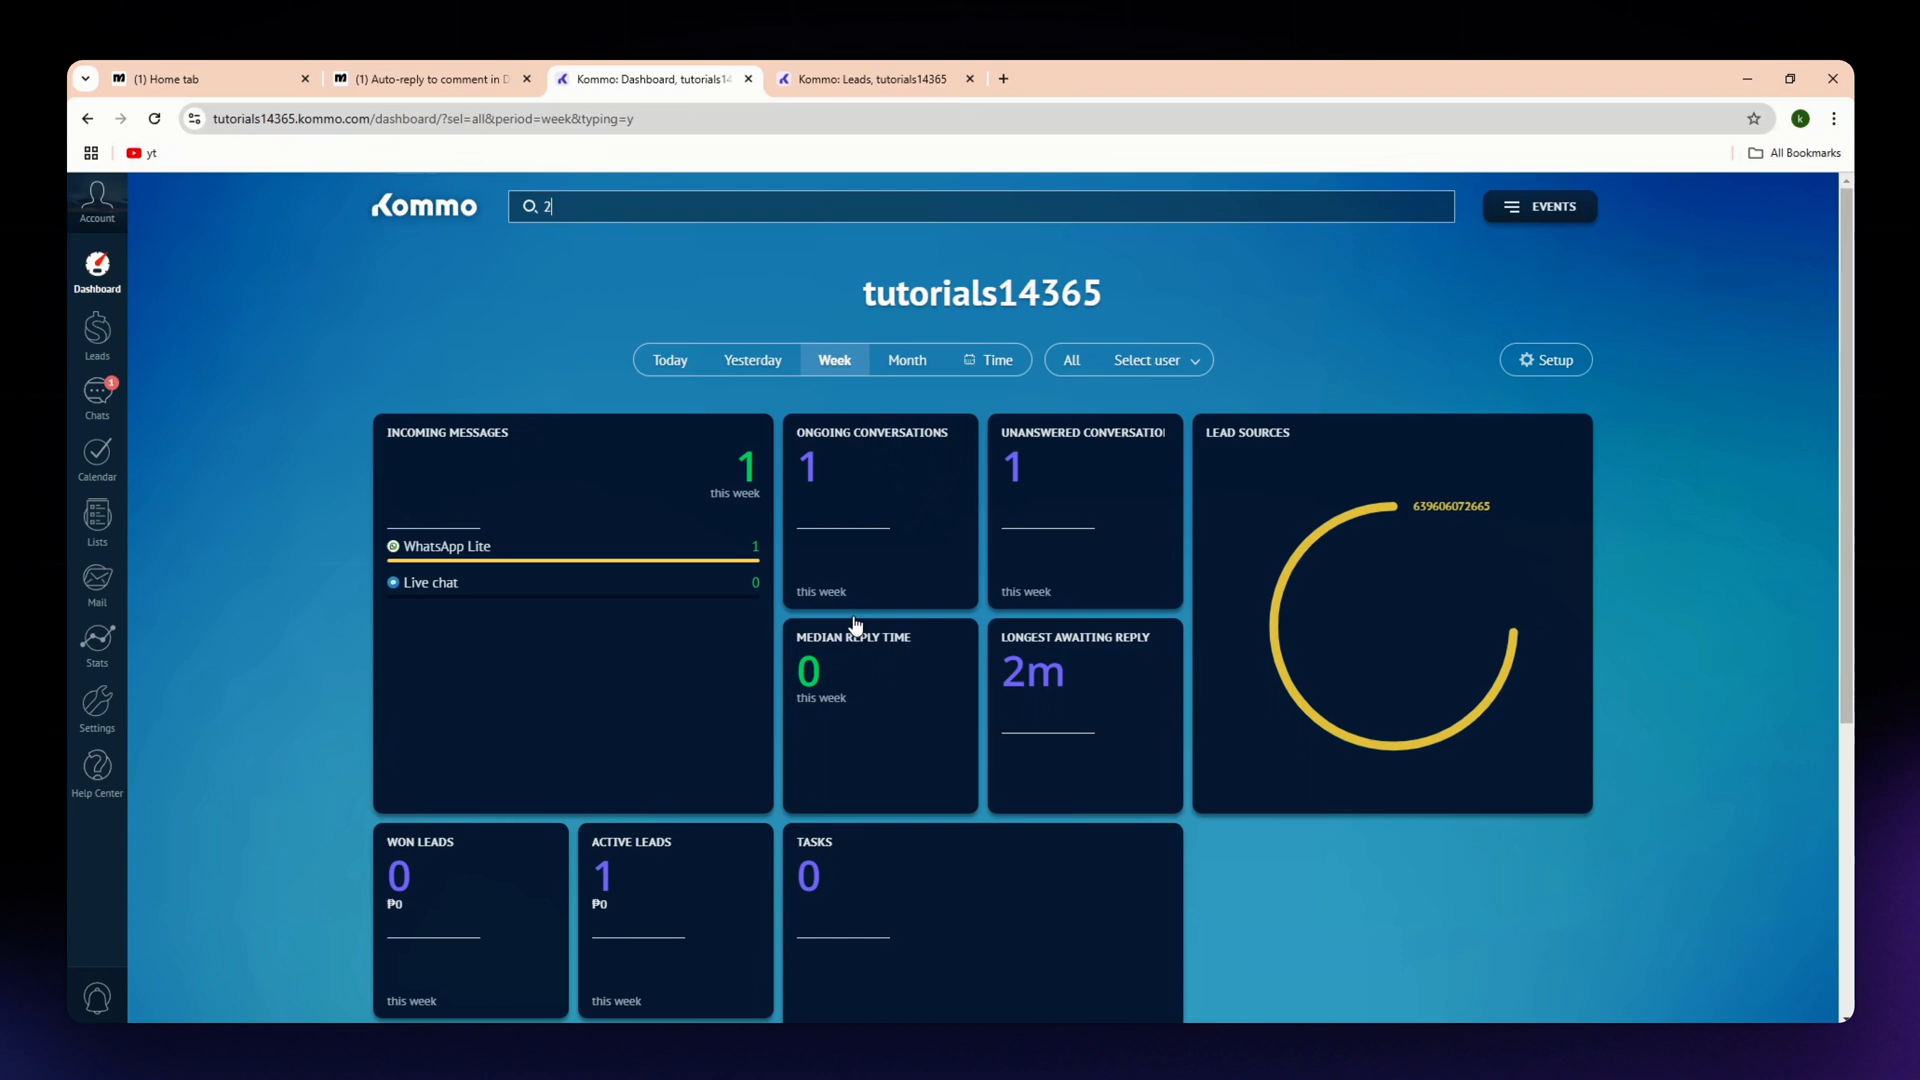 (1) Home tab
(1) Auto-reply to comment in D
Kommo: Dashboard, tutorials14
Kommo: Leads, tutorials14365
tutorials14365.kommo.com/dashboard/?sel=all&period=week&typing=y
k
yt
All Bookmarks
Account
Dashboard
Leads
1
Chats
Calendar
Lists
Mail
Stats
Settings
Help Center
Kommo
2
EVENTS
tutorials14365
Today Yesterday Week Month Time
All Select user
Setup
INCOMING MESSAGES
1
this week
WhatsApp Lite 1
Live chat 0
ONGOING CONVERSATIONS
1
this week
UNANSWERED CONVERSATIO
1
this week
LEAD SOURCES
639606072665
MEDIAN REPLY TIME
0
this week
LONGEST AWAITING REPLY
2m
WON LEADS
0
₱0
this week
ACTIVE LEADS
1
₱0
this week
TASKS
0